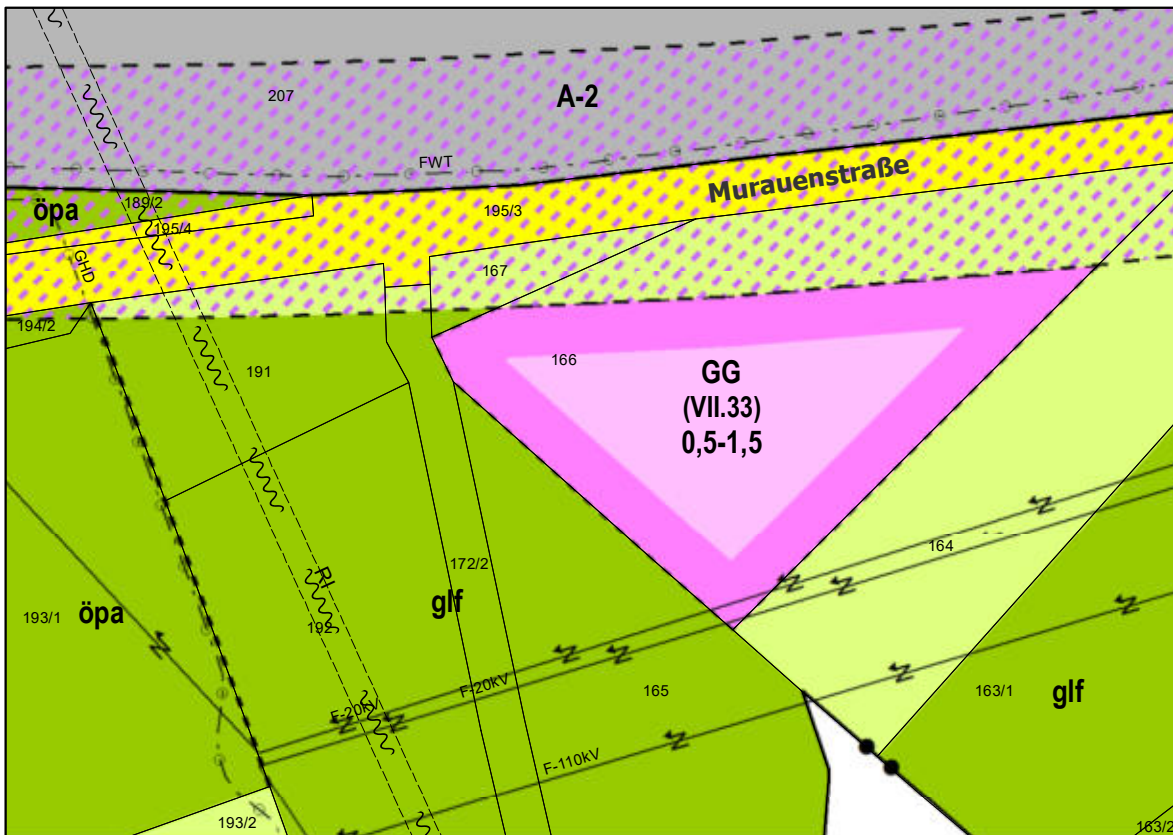 A-2
207
FWT
Murauenstraße
189/2
öpa
195/3
195/4
GHD
167
194/2
191
166
GG
(VII.33)
0,5-1,5
164
172/2
RI
192
glf
193/1
öpa
165
163/1
glf
F-20kV
F-20kV
F-110kV
193/2
163/2